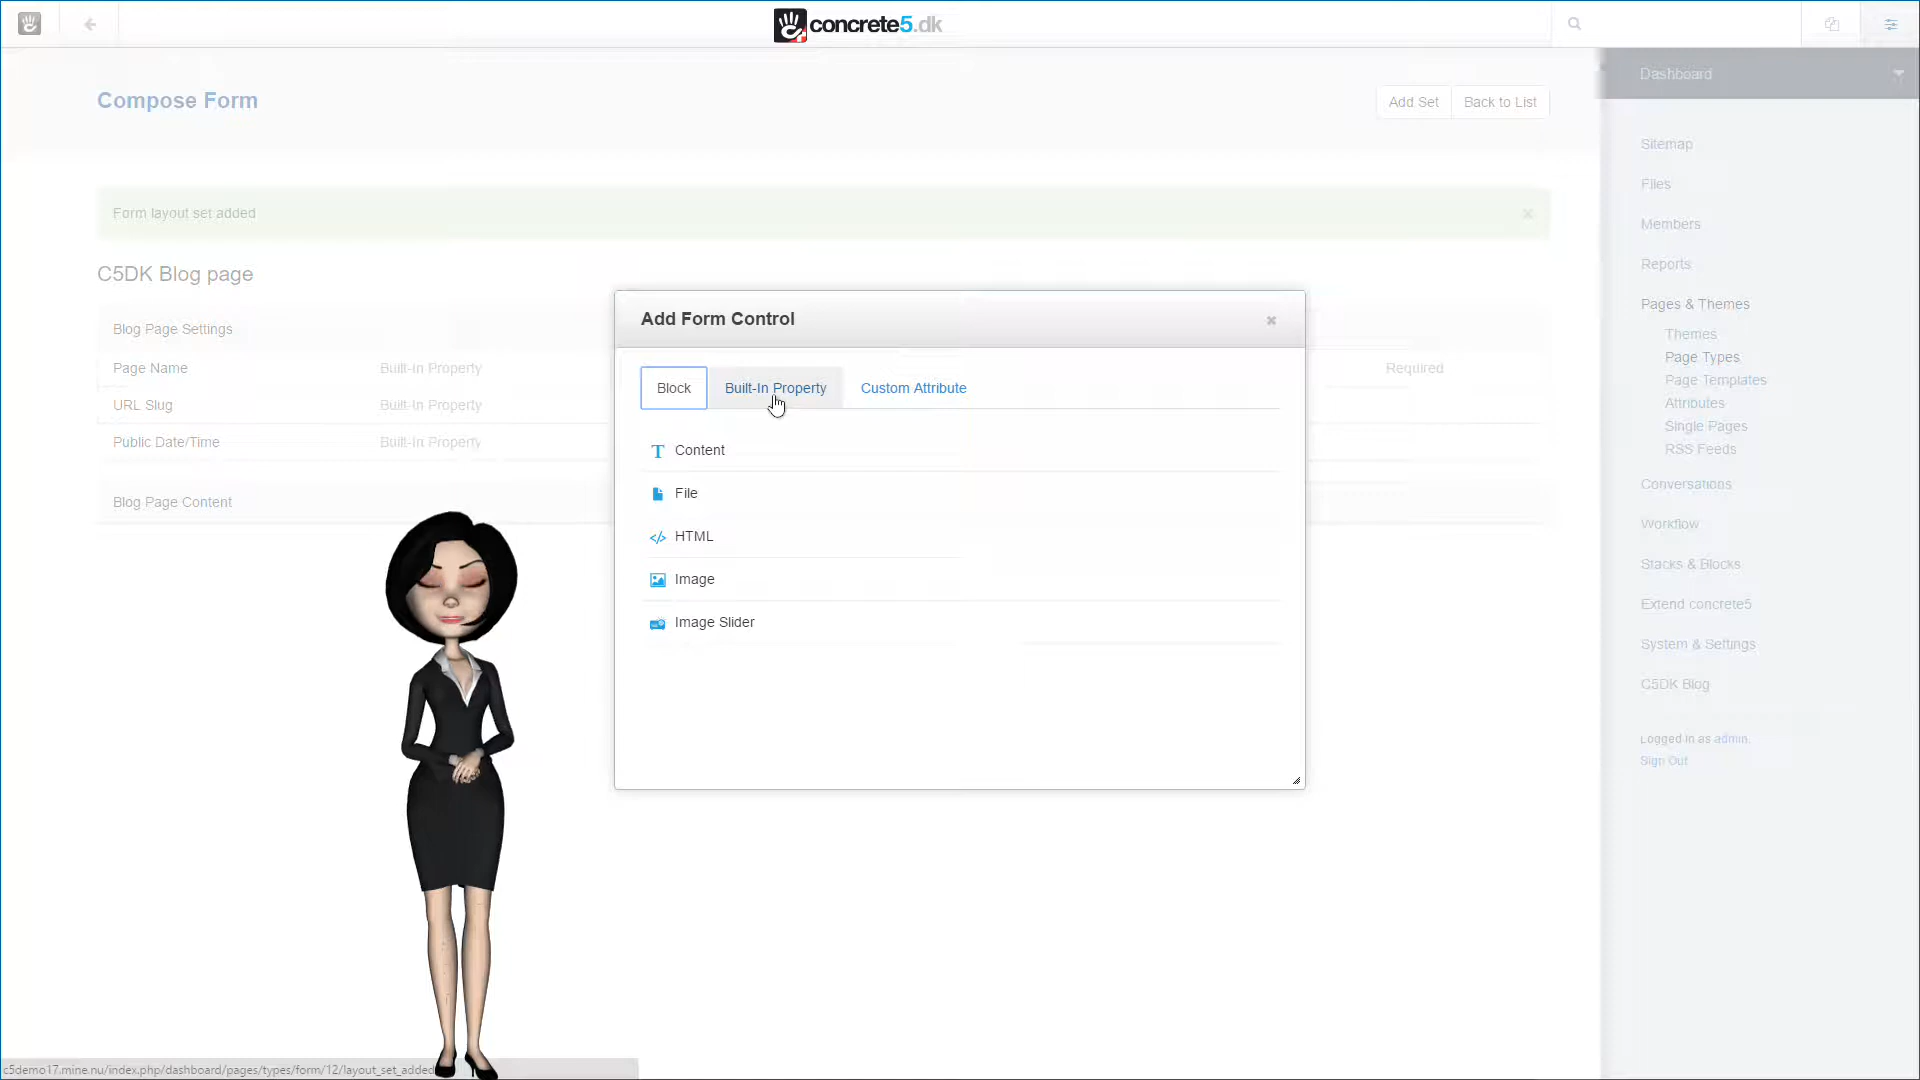 concrete5.dk
Compose Form
Add Set
Back to List
Form layout set added
C5DK Blog page
Blog Page Settings
Page Name
Built-In Property
Required
URL Slug
Built-In Property
Public Date/Time
Built-In Property
Blog Page Content
Add Form Control
Block
Built-In Property
Custom Attribute
Content
File
HTML
Image
Image Slider
Dashboard
Sitemap
Files
Members
Reports
Pages & Themes
Themes
Page Types
Page Templates
Attributes
Single Pages
RSS Feeds
Conversations
Workflow
Stacks & Blocks
Extend concrete5
System & Settings
C5DK Blog
Logged in as admin.
Sign Out
c5demo17.mine.nu/index.php/dashboard/pages/types/form/12/layout_set_added